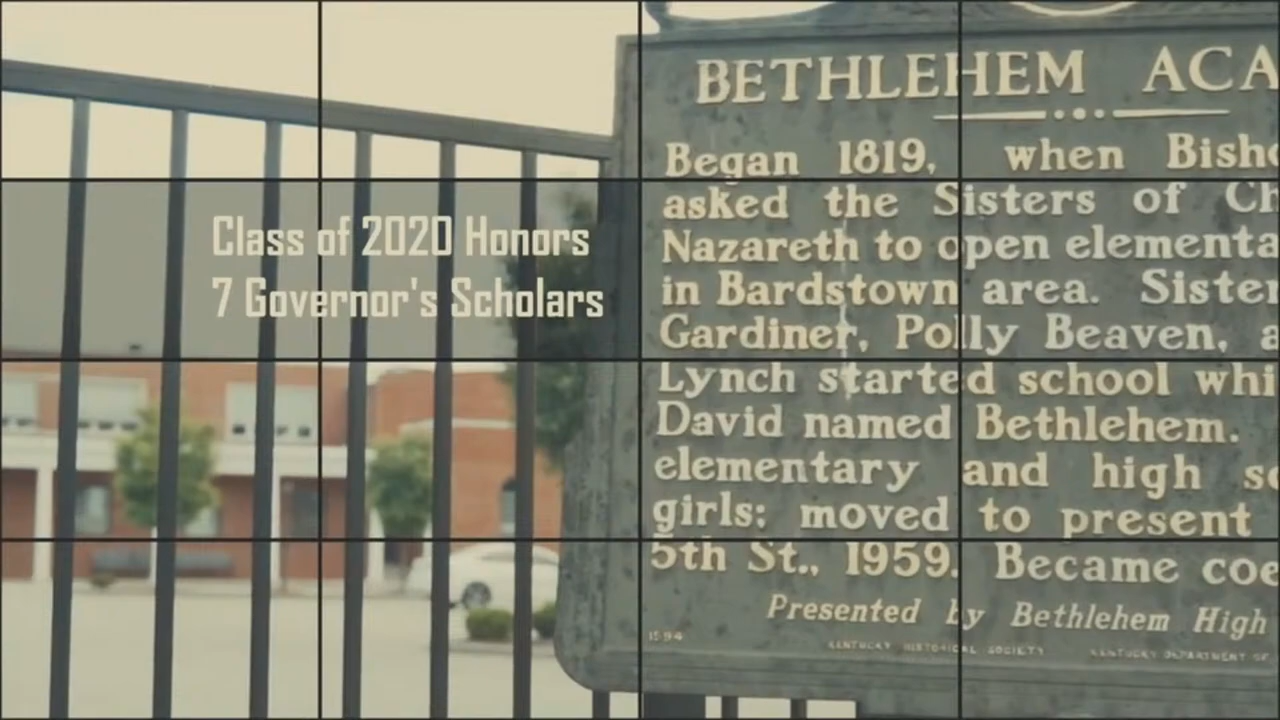 Class of 2020 Honors
7 Governor's Scholars
BETHLEHEM ACA
Began 1819, when Bisho
asked the Sisters of Ch
Nazareth to open elementa
in Bardstown area. Sister
Gardiner, Polly Beaven, a
Lynch started school whi
David named Bethlehem.
elementary and high sc
girls; moved to present
5th St., 1959. Became coe
Presented by Bethlehem High
1594
KENTUCKY HISTORICAL SOCIETY KENTUCKY DEPARTMENT OF